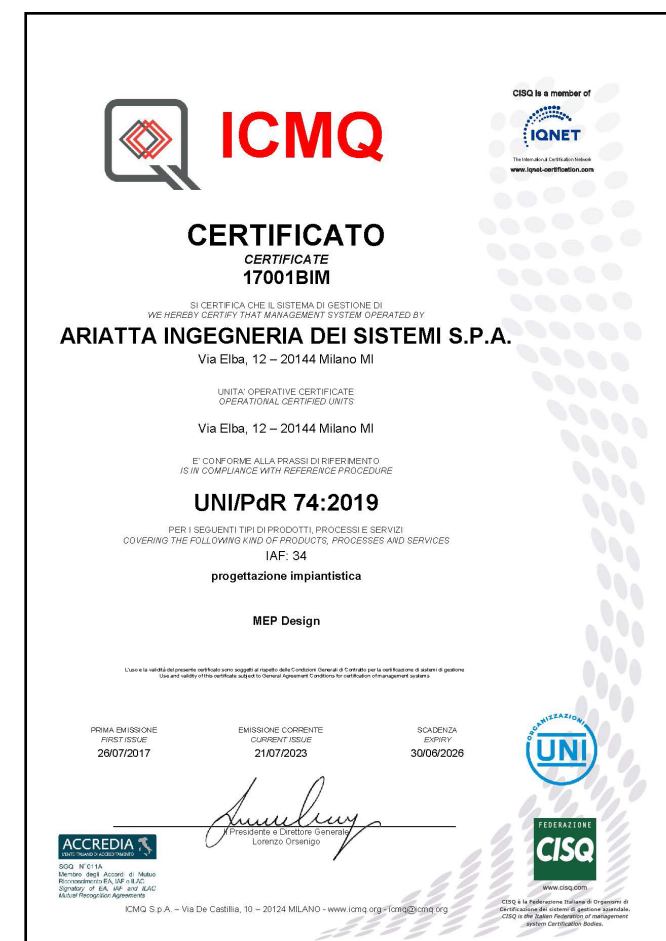 ICMQ
CISQ is a member of
IQNET
The International Certification Network
www.iqnet-certification.com
CERTIFICATO
CERTIFICATE
17001BIM
SI CERTIFICA CHE IL SISTEMA DI GESTIONE DI
WE HEREBY CERTIFY THAT MANAGEMENT SYSTEM OPERATED BY
ARIATTA INGEGNERIA DEI SISTEMI S.P.A.
Via Elba, 12 – 20144 Milano MI
UNITA' OPERATIVE CERTIFICATE
OPERATIONAL CERTIFIED UNITS
Via Elba, 12 – 20144 Milano MI
E' CONFORME ALLA PRASSI DI RIFERIMENTO
IS IN COMPLIANCE WITH REFERENCE PROCEDURE
UNI/PdR 74:2019
PER I SEGUENTI TIPI DI PRODOTTI, PROCESSI E SERVIZI
COVERING THE FOLLOWING KIND OF PRODUCTS, PROCESSES AND SERVICES
IAF: 34
progettazione impiantistica
MEP Design
L'uso e la validità del presente certificato sono soggetti al rispetto delle Condizioni Generali di Contratto per la certificazione di sistemi di gestione
Use and validity of this certificate subject to General Agreement Conditions for certification of management systems
PRIMA EMISSIONE
FIRST ISSUE
26/07/2017
EMISSIONE CORRENTE
CURRENT ISSUE
21/07/2023
SCADENZA
EXPIRY
30/06/2026
ORGANIZZAZIONE
UNI
Il Presidente e Direttore Generale
Lorenzo Orsenigo
ACCREDIA
L'ENTE ITALIANO DI ACCREDITAMENTO
SGQ N° 011A
Membro degli Accordi di Mutuo
Riconoscimento EA, IAF e ILAC
Signatory of EA, IAF and ILAC
Mutual Recognition Agreements
FEDERAZIONE
CISQ
www.cisq.com
CISQ è la Federazione Italiana di Organismi di
Certificazione dei sistemi di gestione aziendale.
CISQ is the Italian Federation of management
system Certification Bodies.
ICMQ S.p.A. – Via De Castillia, 10 – 20124 MILANO - www.icmq.org - icmq@icmq.org